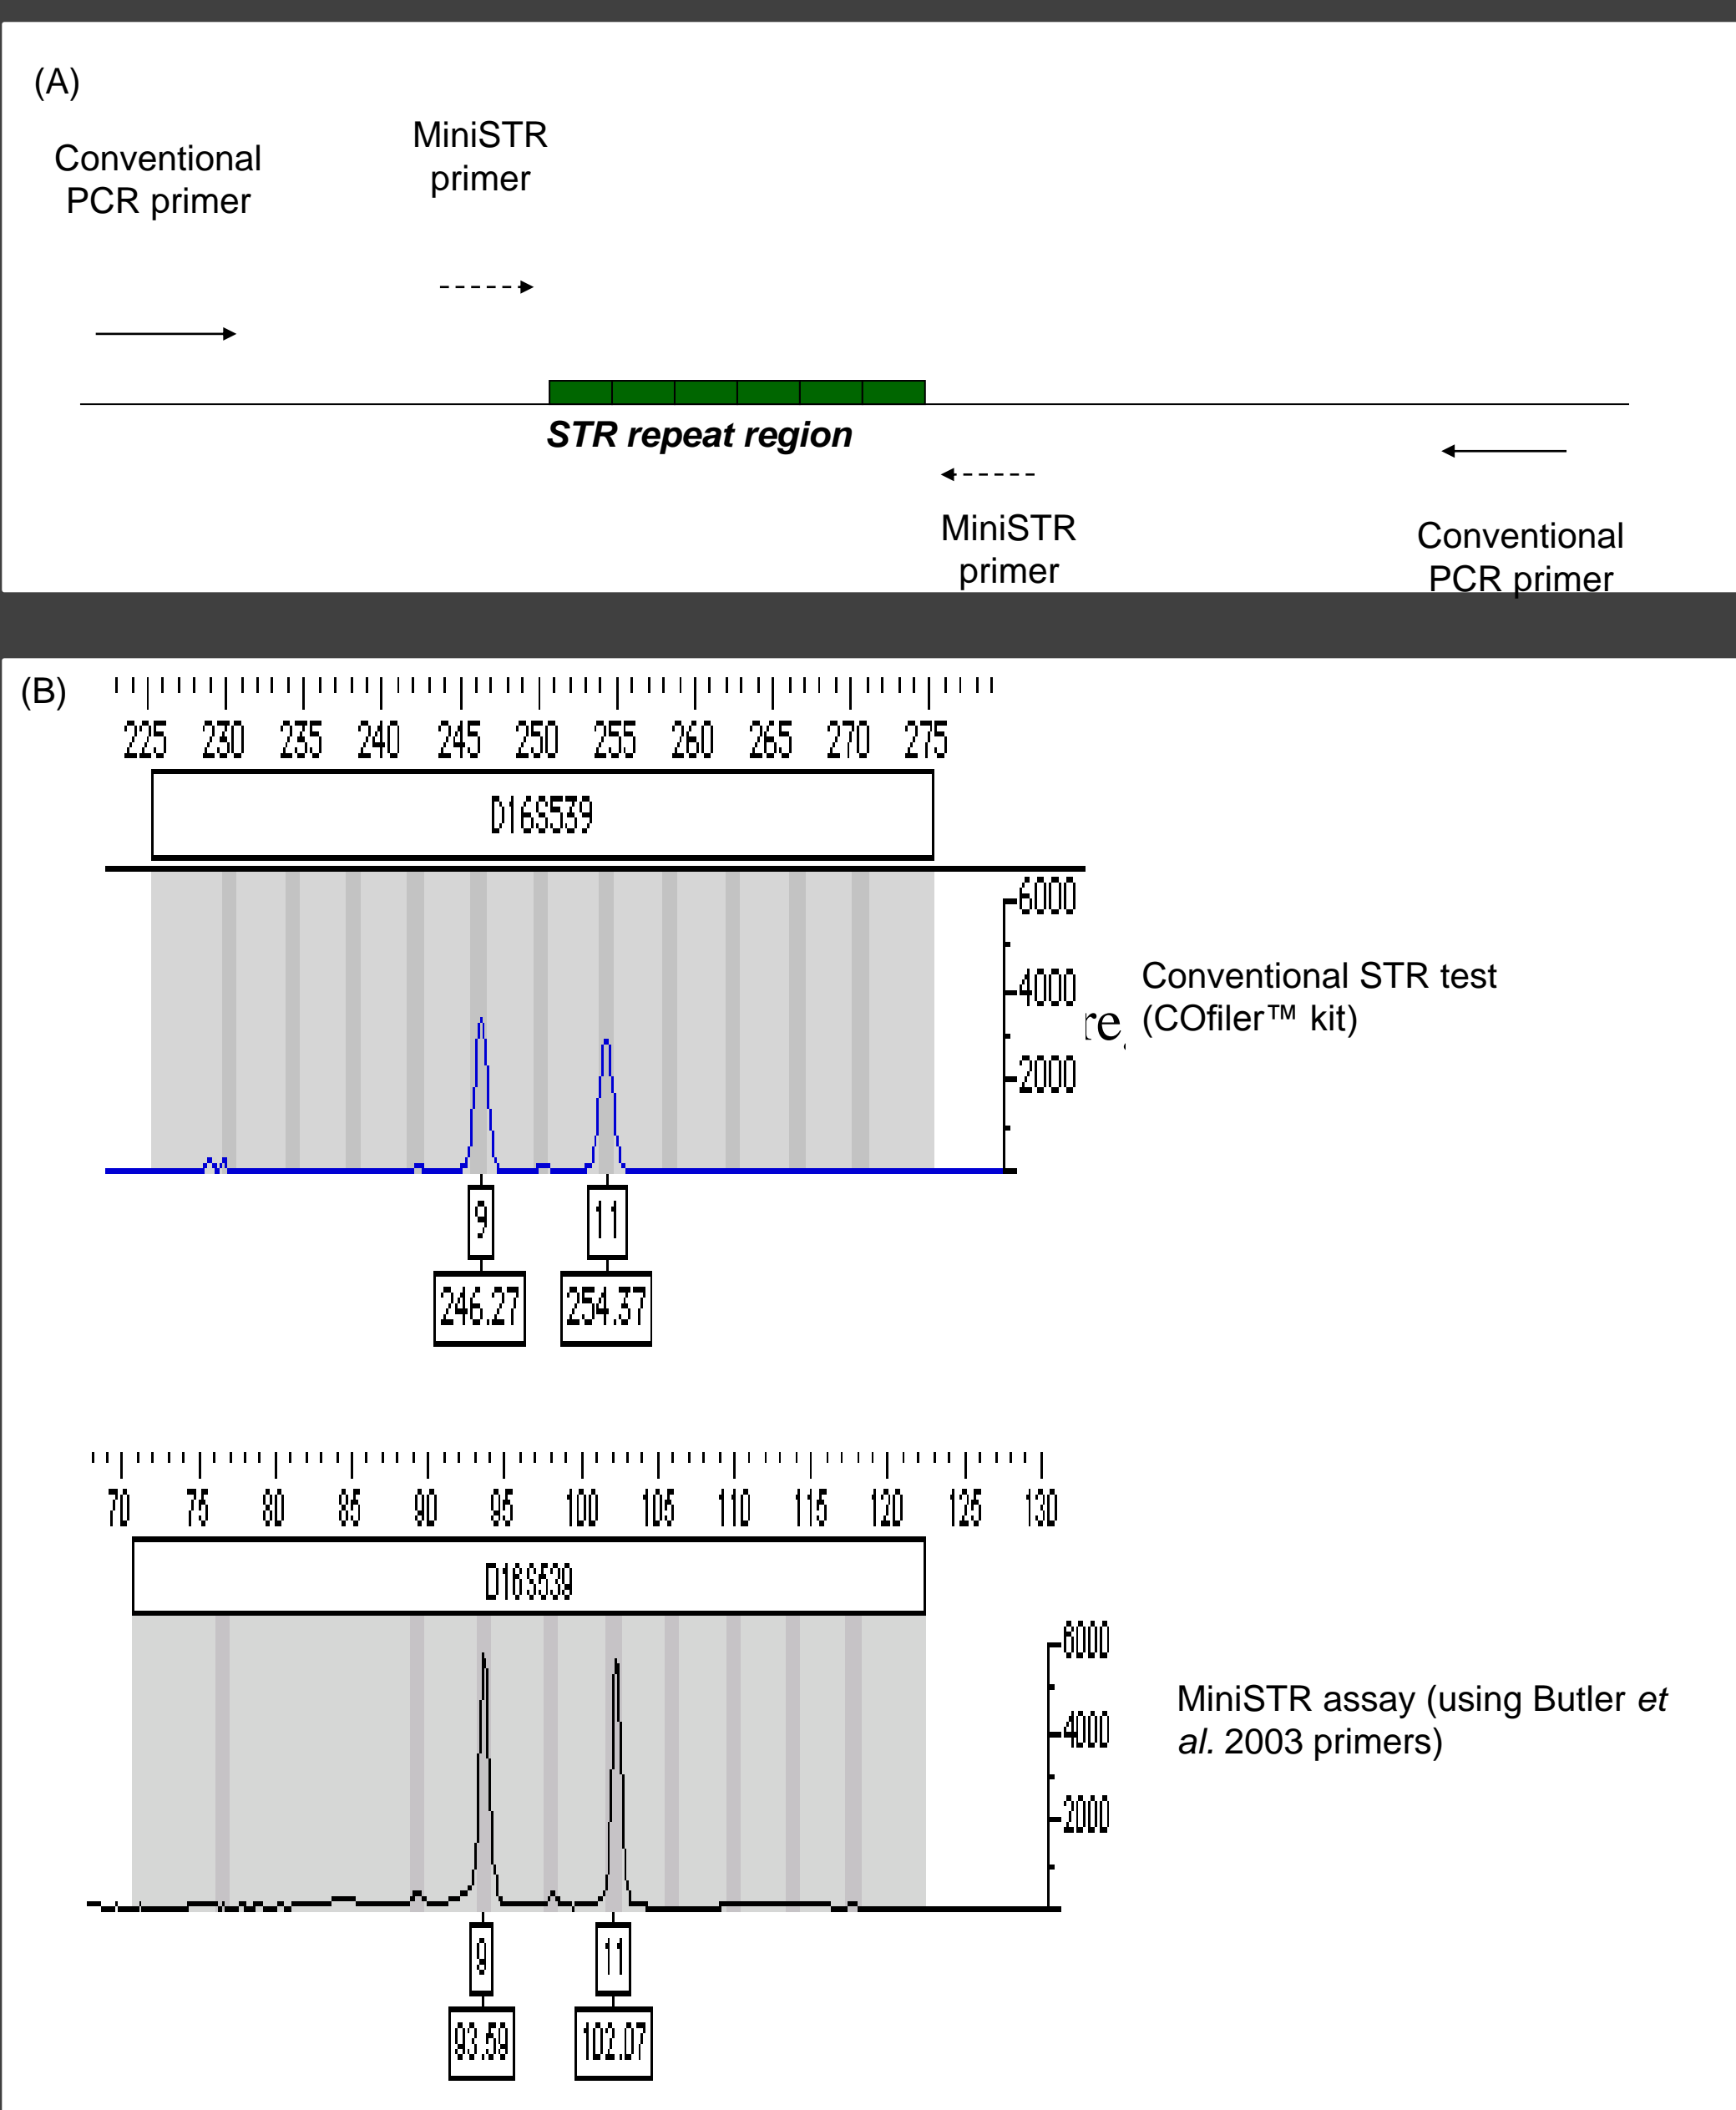 (A)
Conventional
PCR primer
MiniSTR
primer
STR repeat region
MiniSTR
primer
Conventional
PCR primer
(B)
225 230 235 240 245 250 255 260 265 270 275
D16S539
6000
4000
2000
re
Conventional STR test
(COfiler™ kit)
9 11
246.27 254.37
70 75 80 85 90 95 100 105 110 115 120 125 130
D16S539
6000
4000
2000
MiniSTR assay (using Butler et
al. 2003 primers)
9 11
93.59 102.07